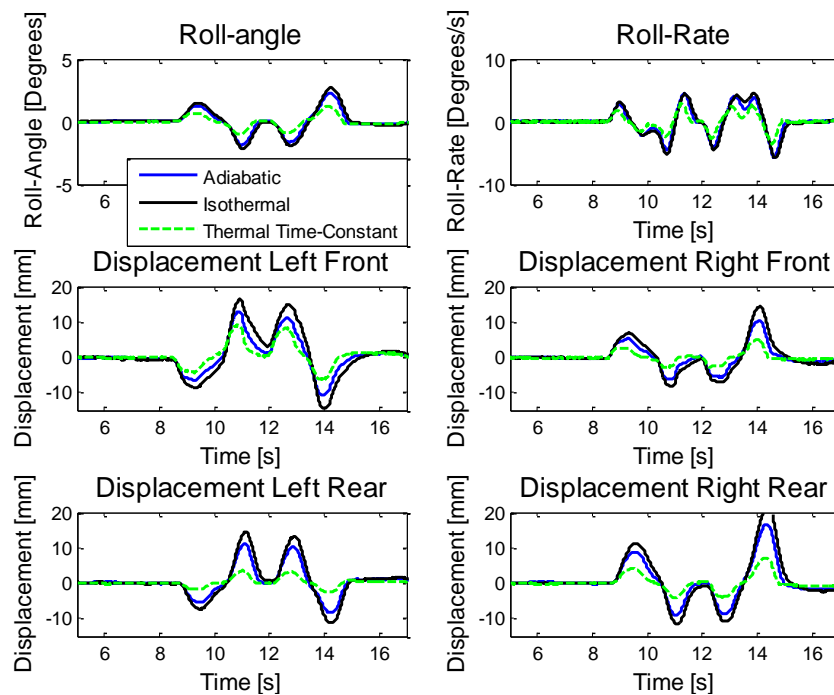 Roll-angle
Roll-Rate
Roll-Angle [Degrees]
5
0
-5
6
Roll-Rate [Degrees/s]
10
0
-10
6 8 10 12 14 16
Time [s]
Adiabatic
Isothermal
Thermal Time-Constant
Displacement Left Front
Displacement Right Front
Displacement [mm]
20
10
0
-10
6 8 10 12 14 16
Time [s]
Displacement [mm]
20
10
0
-10
6 8 10 12 14 16
Time [s]
Displacement Left Rear
Displacement Right Rear
Displacement [mm]
20
10
0
-10
6 8 10 12 14 16
Time [s]
Displacement [mm]
20
10
0
-10
6 8 10 12 14 16
Time [s]